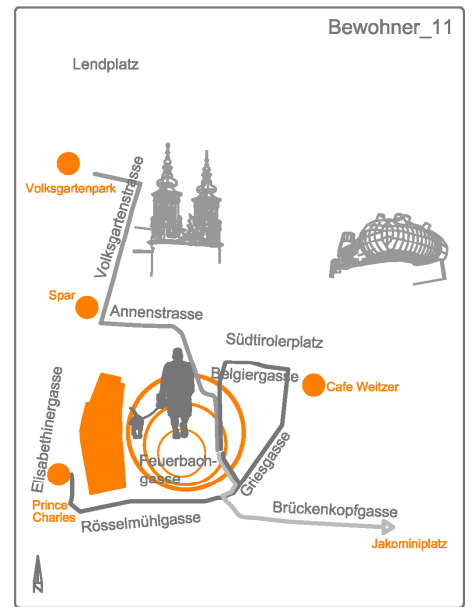 Bewohner_11
Lendplatz
Volksgartenpark
Volksgartenstrasse
Spar
Annenstrasse
Südtirolerplatz
Belgiergasse
Cafe Weitzer
Elisabethinergasse
Feuerbach-
gasse
Griesgasse
Prince
Charles
Rösselmühlgasse
Brückenkopfgasse
Jakominiplatz
N